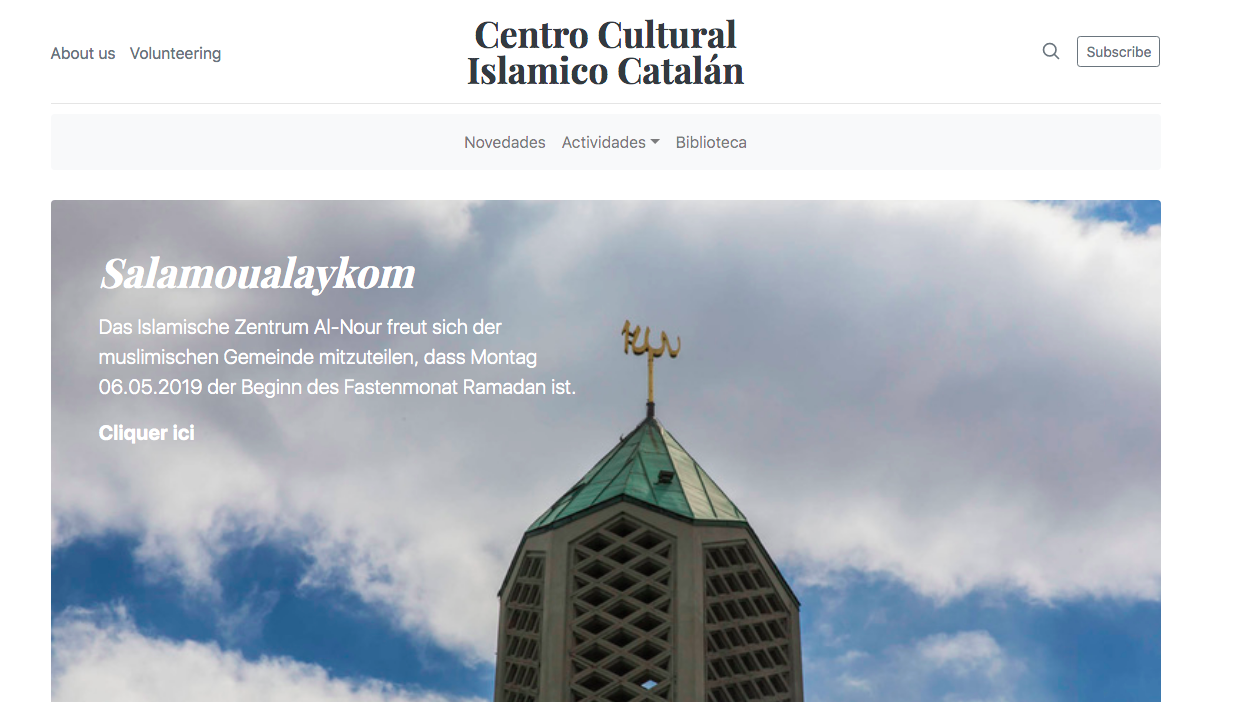 About us Volunteering
Centro Cultural
Islamico Catalán
Subscribe
Novedades Actividades Biblioteca
Salamoualaykom
Das Islamische Zentrum Al-Nour freut sich der
muslimischen Gemeinde mitzuteilen, dass Montag
06.05.2019 der Beginn des Fastenmonat Ramadan ist.
Cliquer ici